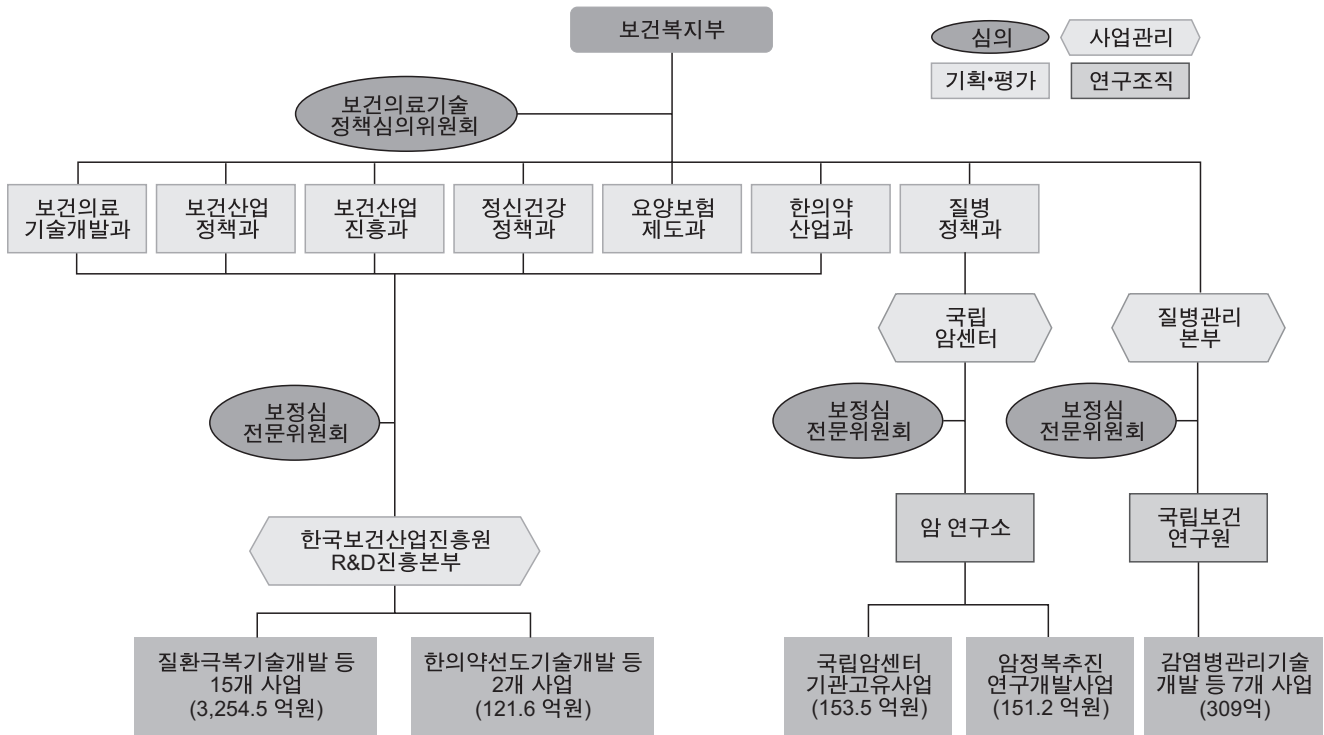 보건복지부
심의
사업관리
기획•평가
연구조직
보건의료기술
정책심의위원회
보건의료
기술개발과
보건산업
정책과
보건산업
진흥과
정신건강
정책과
요양보험
제도과
한의약
산업과
질병
정책과
국립
암센터
질병관리
본부
보정심
전문위원회
보정심
전문위원회
보정심
전문위원회
한국보건산업진흥원
R&D진흥본부
암 연구소
국립보건
연구원
질환극복기술개발 등
15개 사업
(3,254.5 억원)
한의약선도기술개발 등
2개 사업
(121.6 억원)
국립암센터
기관고유사업
(153.5 억원)
암정복추진
연구개발사업
(151.2 억원)
감염병관리기술
개발 등 7개 사업
(309억)